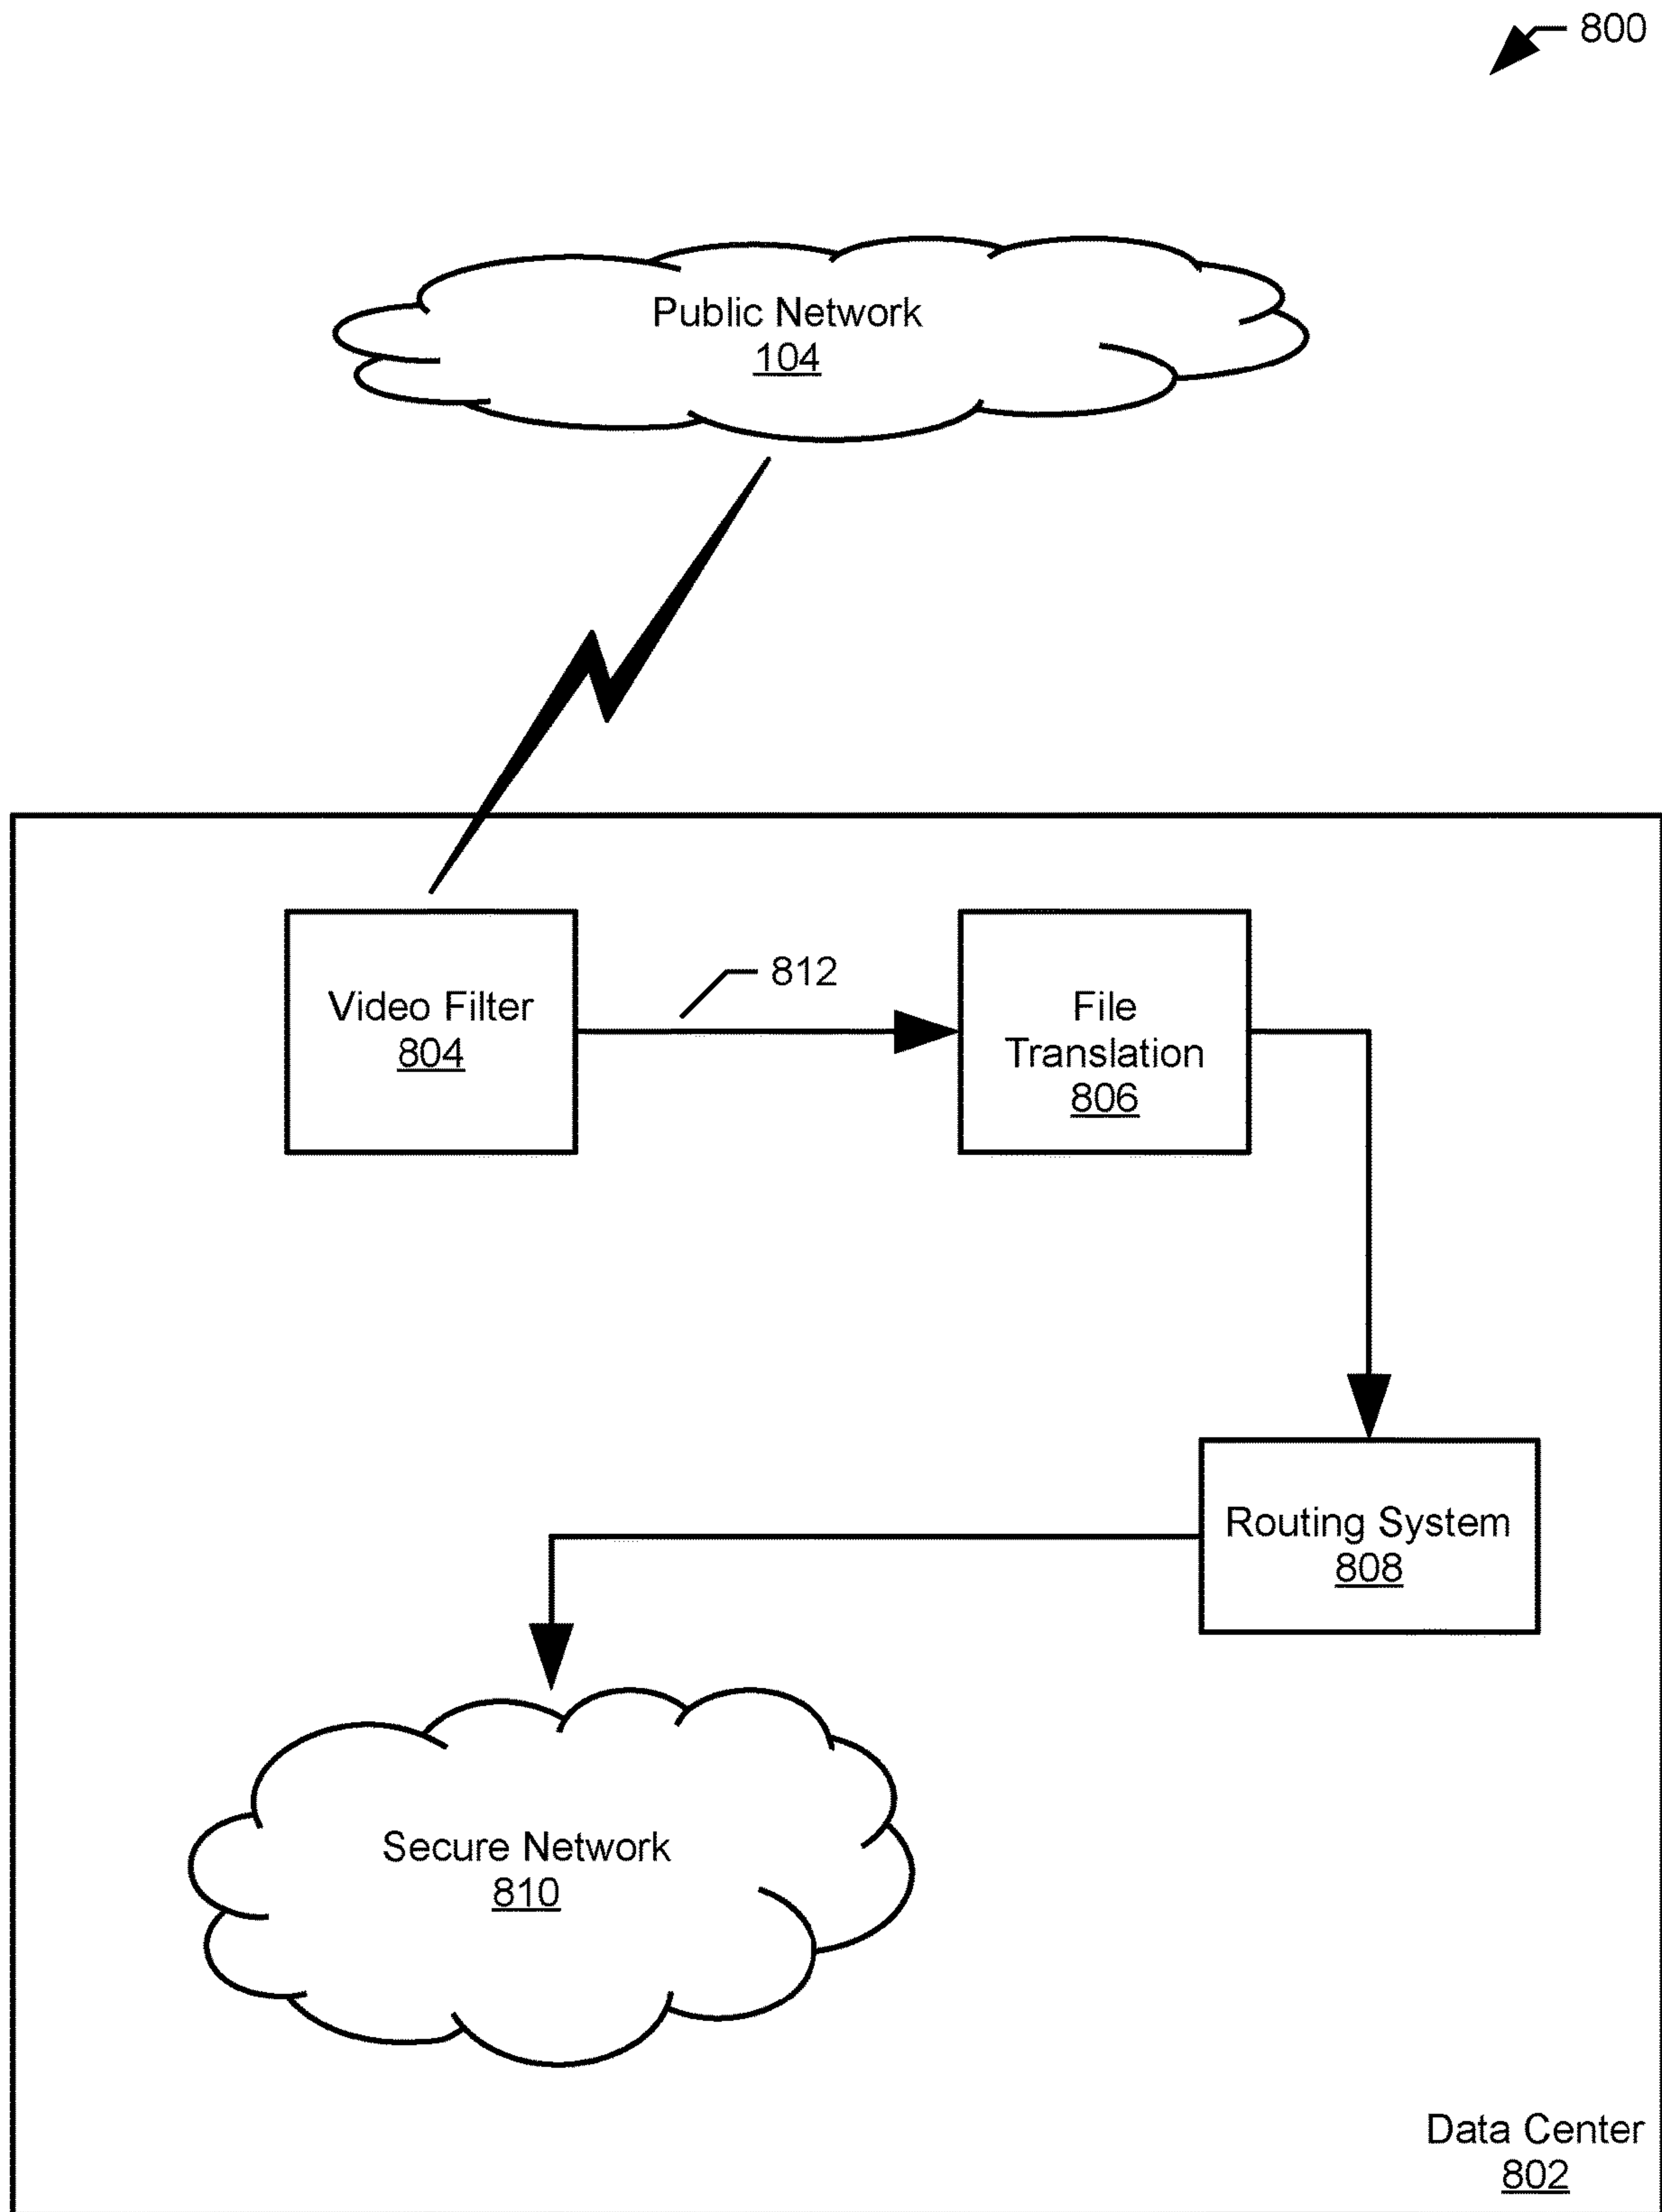 800
Public Network
104
812
Video Filter
804
File
Translation
806
Routing System
808
Secure Network
810
Data Center
802